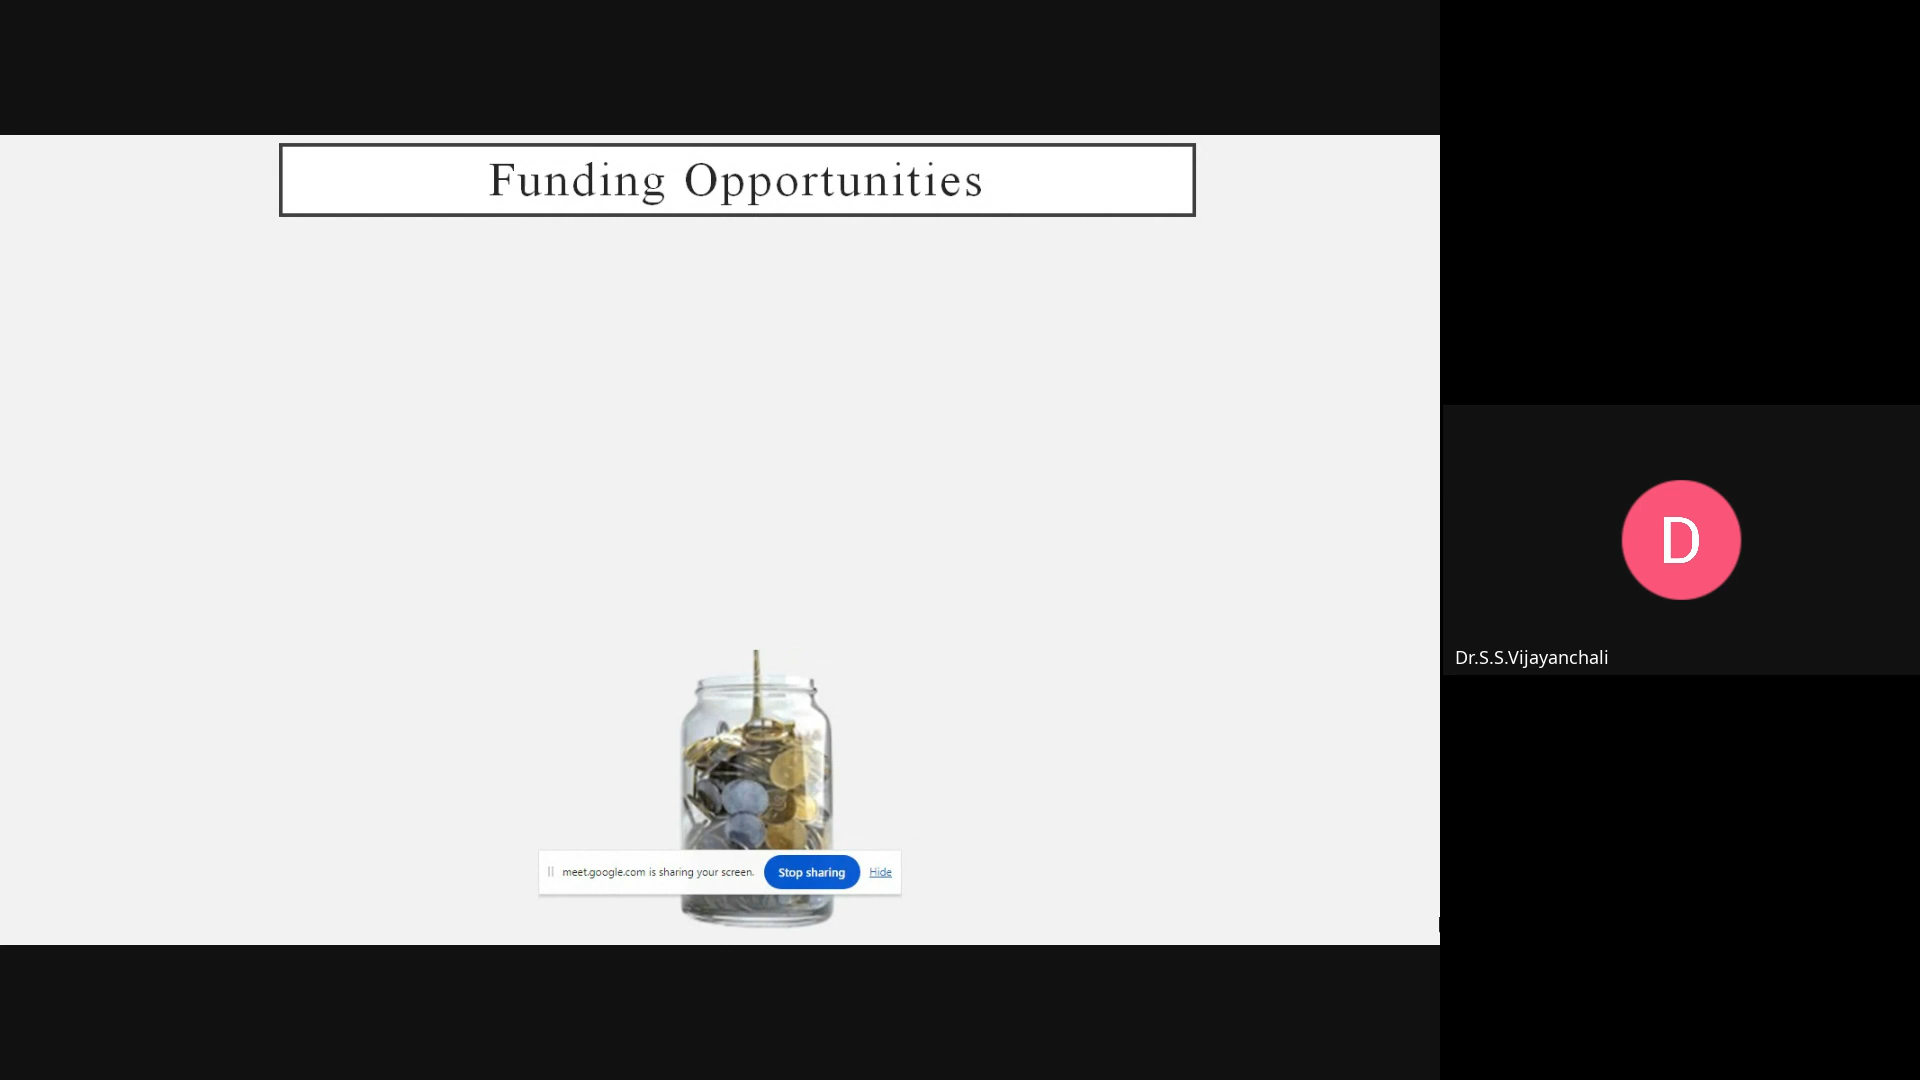 Funding Opportunities
meet.google.com is sharing your screen.
Stop sharing
Hide
D
Dr.S.S.Vijayanchali